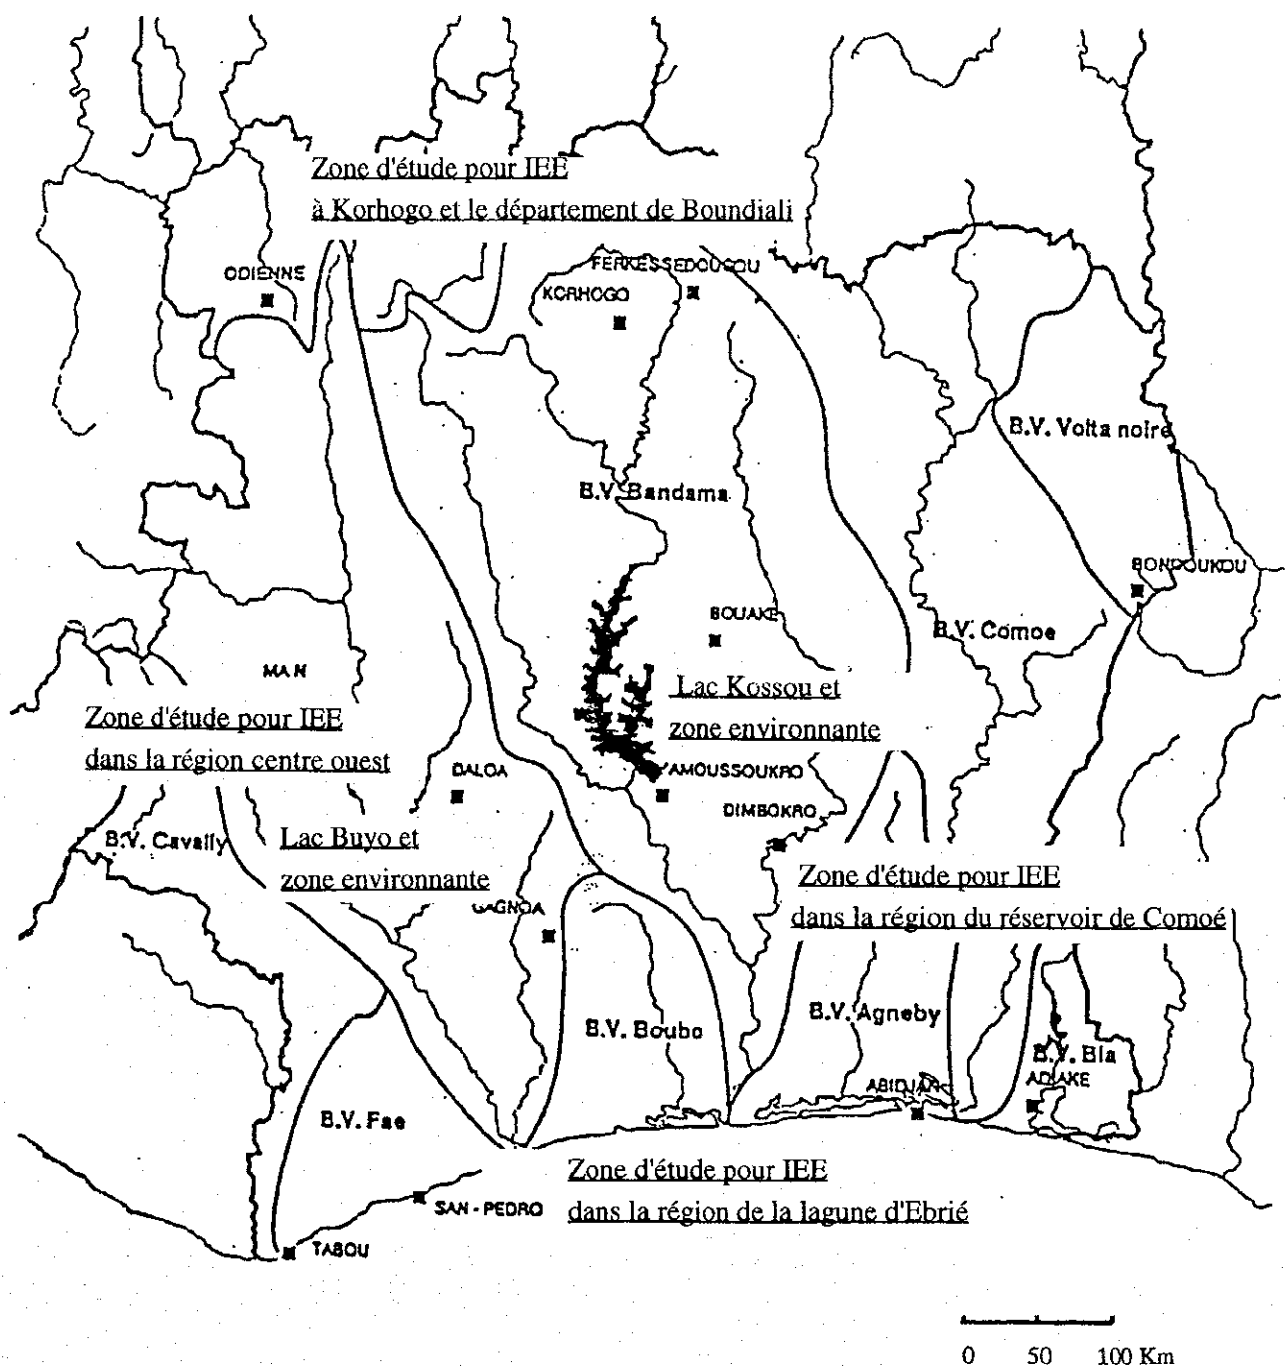 Zone d'étude pour IEE
à Korhogo et le département de Boundiali
ODIENNE
FERKESSEDOUGOU
KORHOGO
B.V. Volta noire
B.V. Bandama
BONDOUKOU
BOUAKE
B.V. Comoe
MAN
Lac Kossou et
zone environnante
Zone d'étude pour IEE
dans la région centre ouest
DALOA
AMOUSSOUKRO
DIMBOKRO
B.V. Cavally
Lac Buyo et
zone environnante
Zone d'étude pour IEE
dans la région du réservoir de Comoé
GAGNOA
B.V. Boubo
B.V. Agneby
B.V. Bia
ADIAKE
ABIDJAN
B.V. Fae
Zone d'étude pour IEE
dans la région de la lagune d'Ebrié
SAN-PEDRO
TABOU
0 50 100 Km